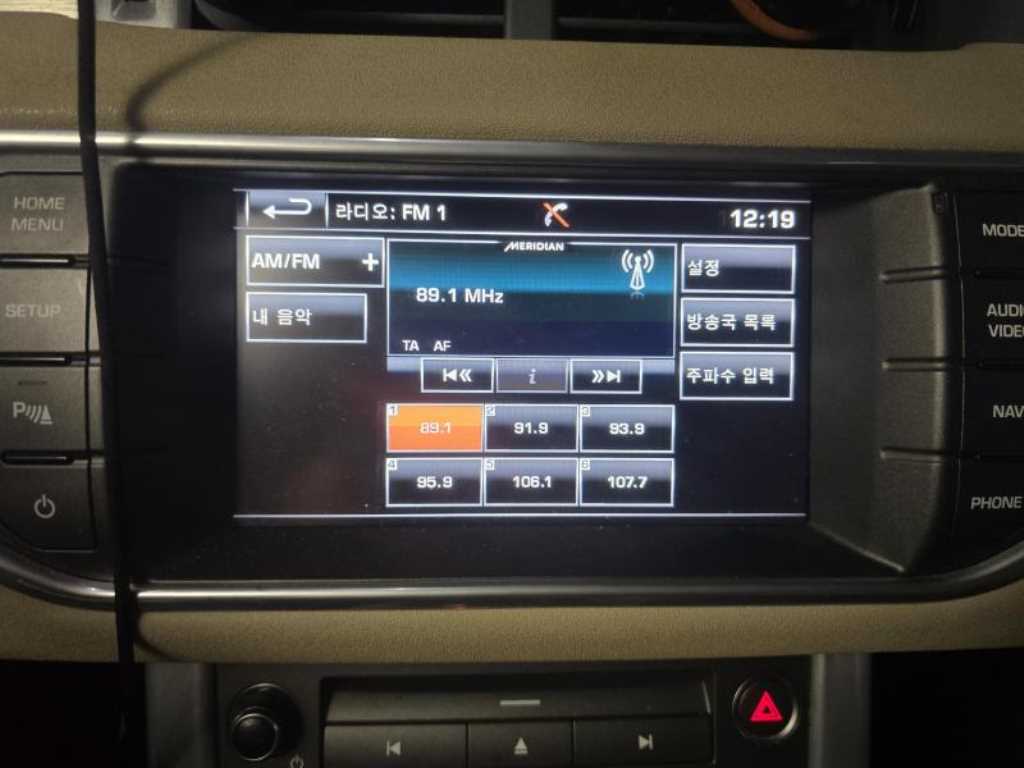 HOME
MENU
SETUP
P
라디오: FM 1
12:19
AM/FM +
내 음악
MERIDIAN
89.1 MHz
TA AF
설정
방송국 목록
주파수 입력
i
1 89.1
2 91.9
3 93.9
4 95.9
5 106.1
6 107.7
MODE
AUDIO
VIDEO
NAV
PHONE